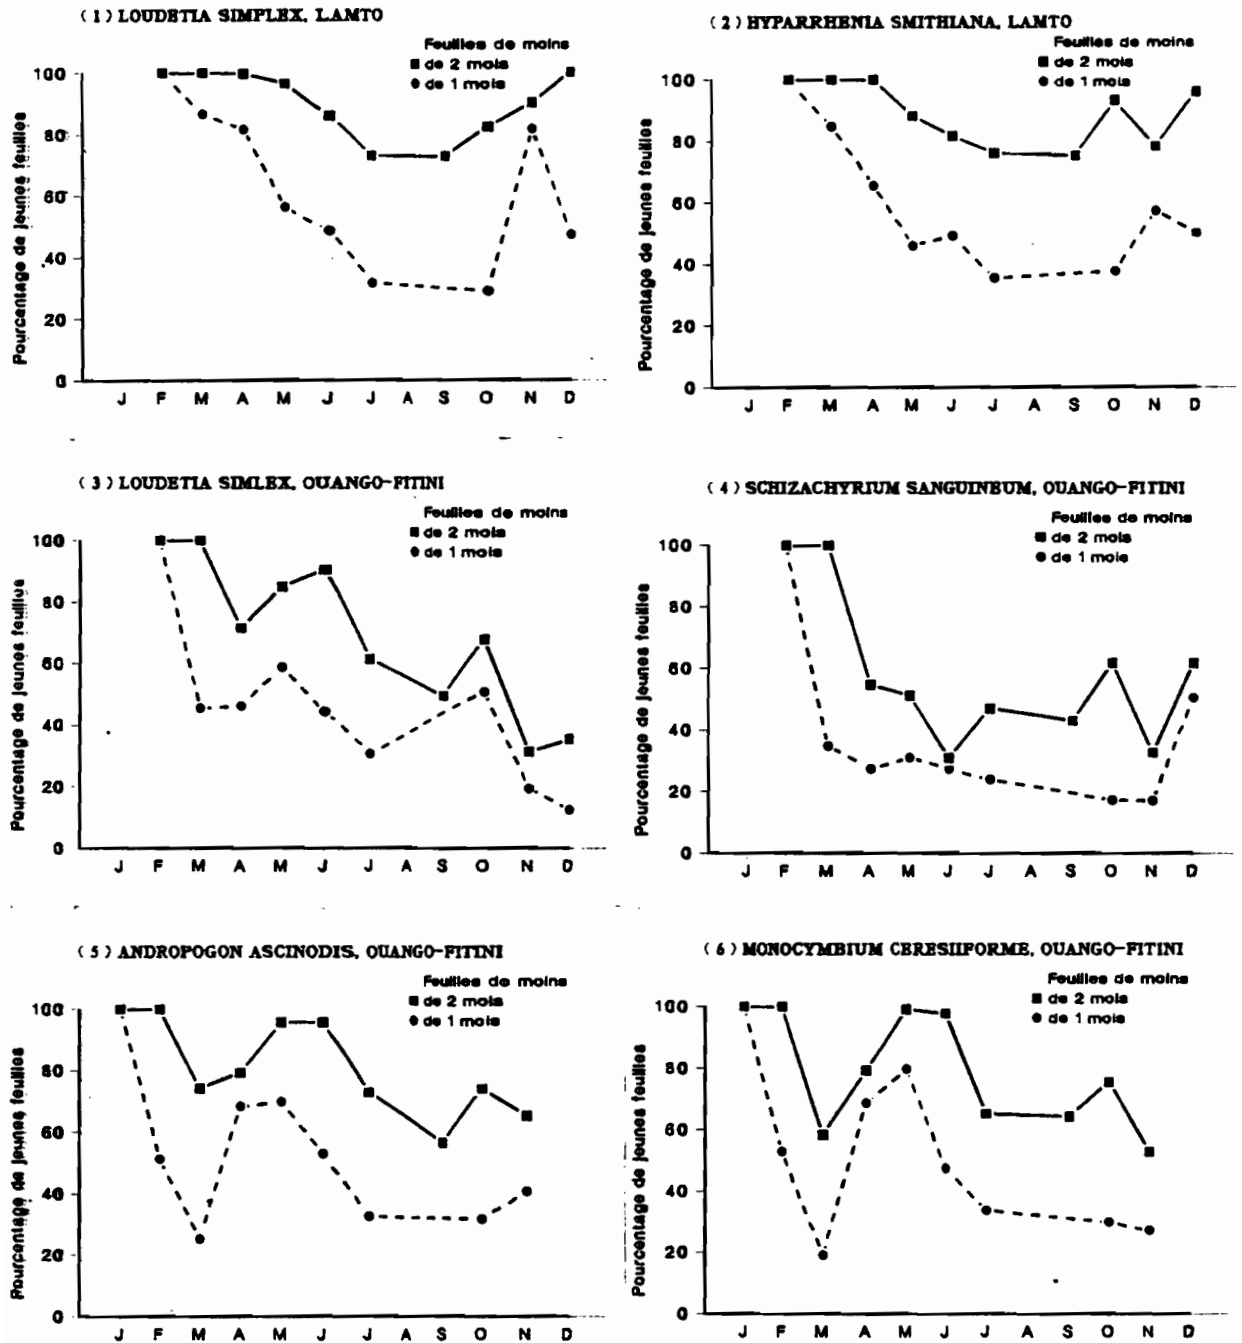 ( 1 ) LOUDETIA SIMPLEX, LAMTO
Feuilles de moins
de 2 mois
de 1 mois
Pourcentage de jeunes feuilles
100
80
60
40
20
0
J F M A M J J A S O N D
( 2 ) HYPARRHENIA SMITHIANA, LAMTO
Feuilles de moins
de 2 mois
de 1 mois
Pourcentage de jeunes feuilles
100
80
60
40
20
0
J F M A M J J A S O N D
( 3 ) LOUDETIA SIMLEX, OUANGO-FITINI
Feuilles de moins
de 2 mois
de 1 mois
Pourcentage de jeunes feuilles
100
80
60
40
20
0
J F M A M J J A S O N D
( 4 ) SCHIZACHYRIUM SANGUINEUM, OUANGO-FITINI
Feuilles de moins
de 2 mois
de 1 mois
Pourcentage de jeunes feuilles
100
80
60
40
20
0
J F M A M J J A S O N D
( 5 ) ANDROPOGON ASCINODIS, OUANGO-FITINI
Feuilles de moins
de 2 mois
de 1 mois
Pourcentage de jeunes feuilles
100
80
60
40
20
0
J F M A M J J A S O N D
( 6 ) MONOCYMBIUM CERESIIFORME, OUANGO-FITINI
Feuilles de moins
de 2 mois
de 1 mois
Pourcentage de jeunes feuilles
100
80
60
40
20
0
J F M A M J J A S O N D